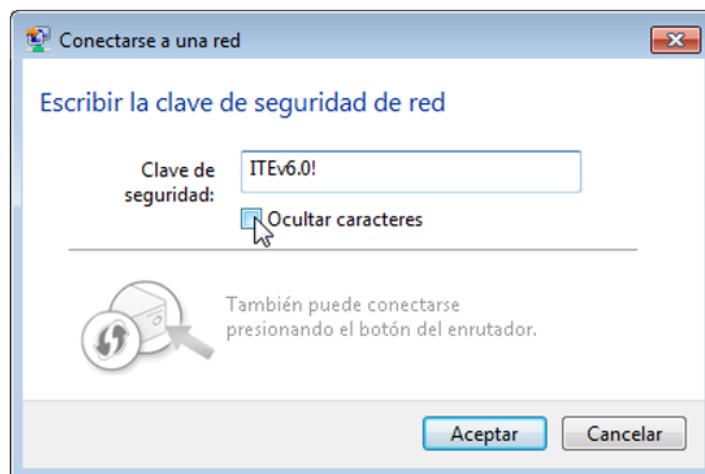 Conectarse a una red
Escribir la clave de seguridad de red
Clave de
seguridad:
ITEv6.0!
Ocultar caracteres
También puede conectarse
presionando el botón del enrutador.
Aceptar
Cancelar